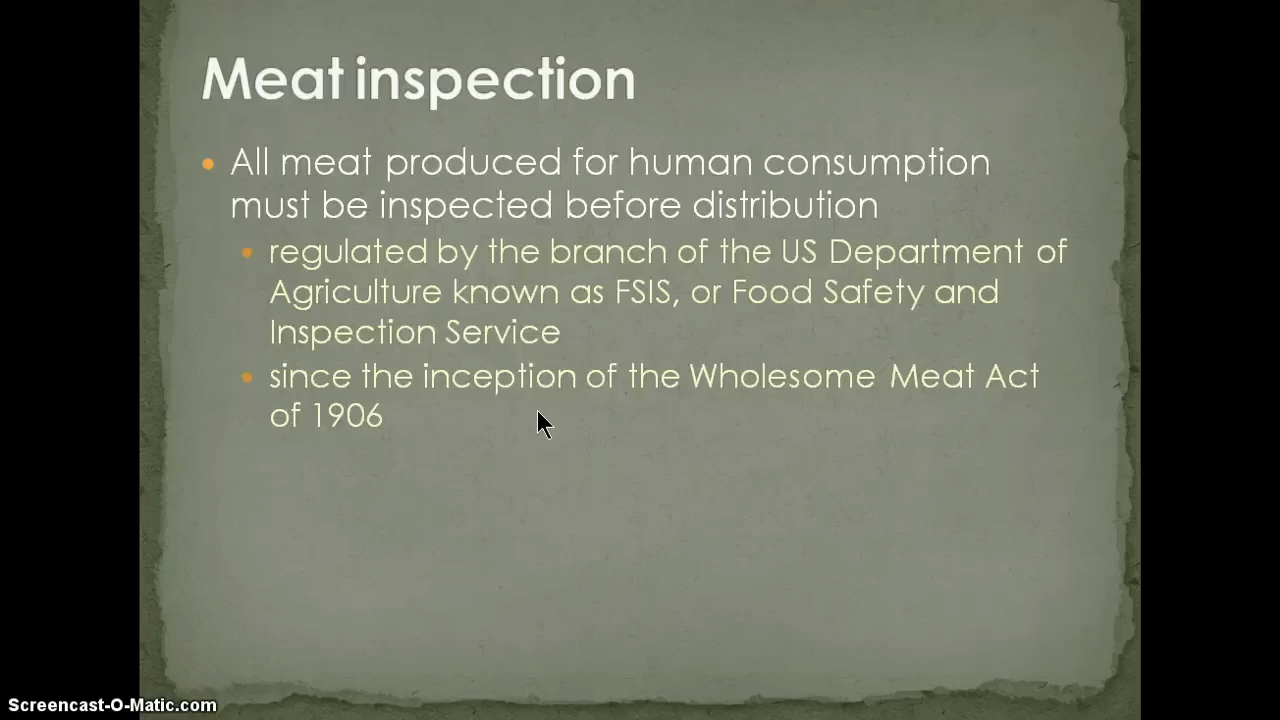 Meat inspection
All meat produced for human consumption
must be inspected before distribution
regulated by the branch of the US Department of
Agriculture known as FSIS, or Food Safety and
Inspection Service
since the inception of the Wholesome Meat Act
of 1906
Screencast-O-Matic.com